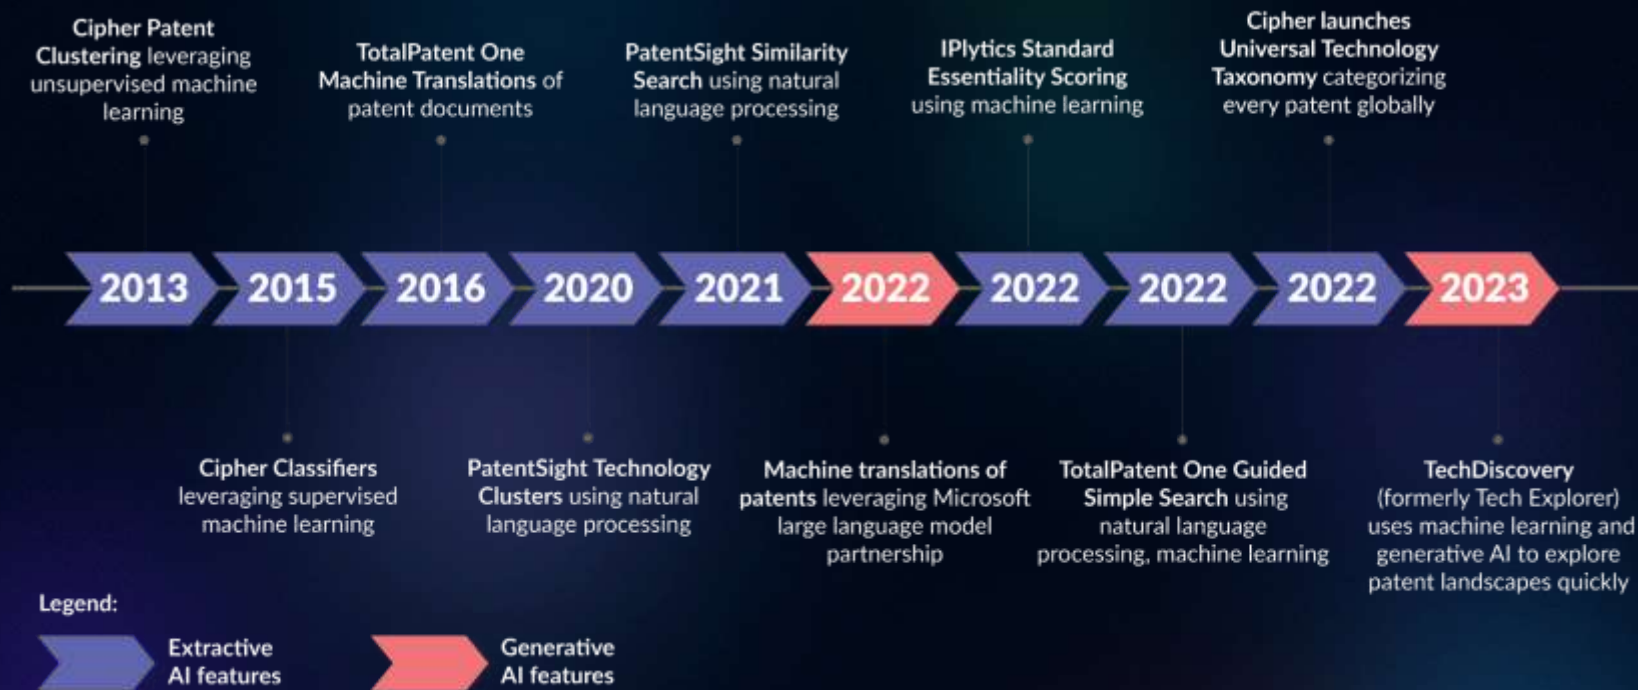 Cipher Patent
Clustering leveraging
unsupervised machine
learning
TotalPatent One
Machine Translations of
patent documents
PatentSight Similarity
Search using natural
language processing
IPlytics Standard
Essentiality Scoring
using machine learning
Cipher launches
Universal Technology
Taxonomy categorizing
every patent globally
2013
2015
2016
2020
2021
2022
2022
2022
2022
2023
Cipher Classifiers
leveraging supervised
machine learning
PatentSight Technology
Clusters using natural
language processing
Machine translations of
patents leveraging Microsoft
large language model
partnership
TotalPatent One Guided
Simple Search using
natural language
processing, machine learning
TechDiscovery
(formerly Tech Explorer)
uses machine learning and
generative AI to explore
patent landscapes quickly
Legend:
Extractive
AI features
Generative
AI features